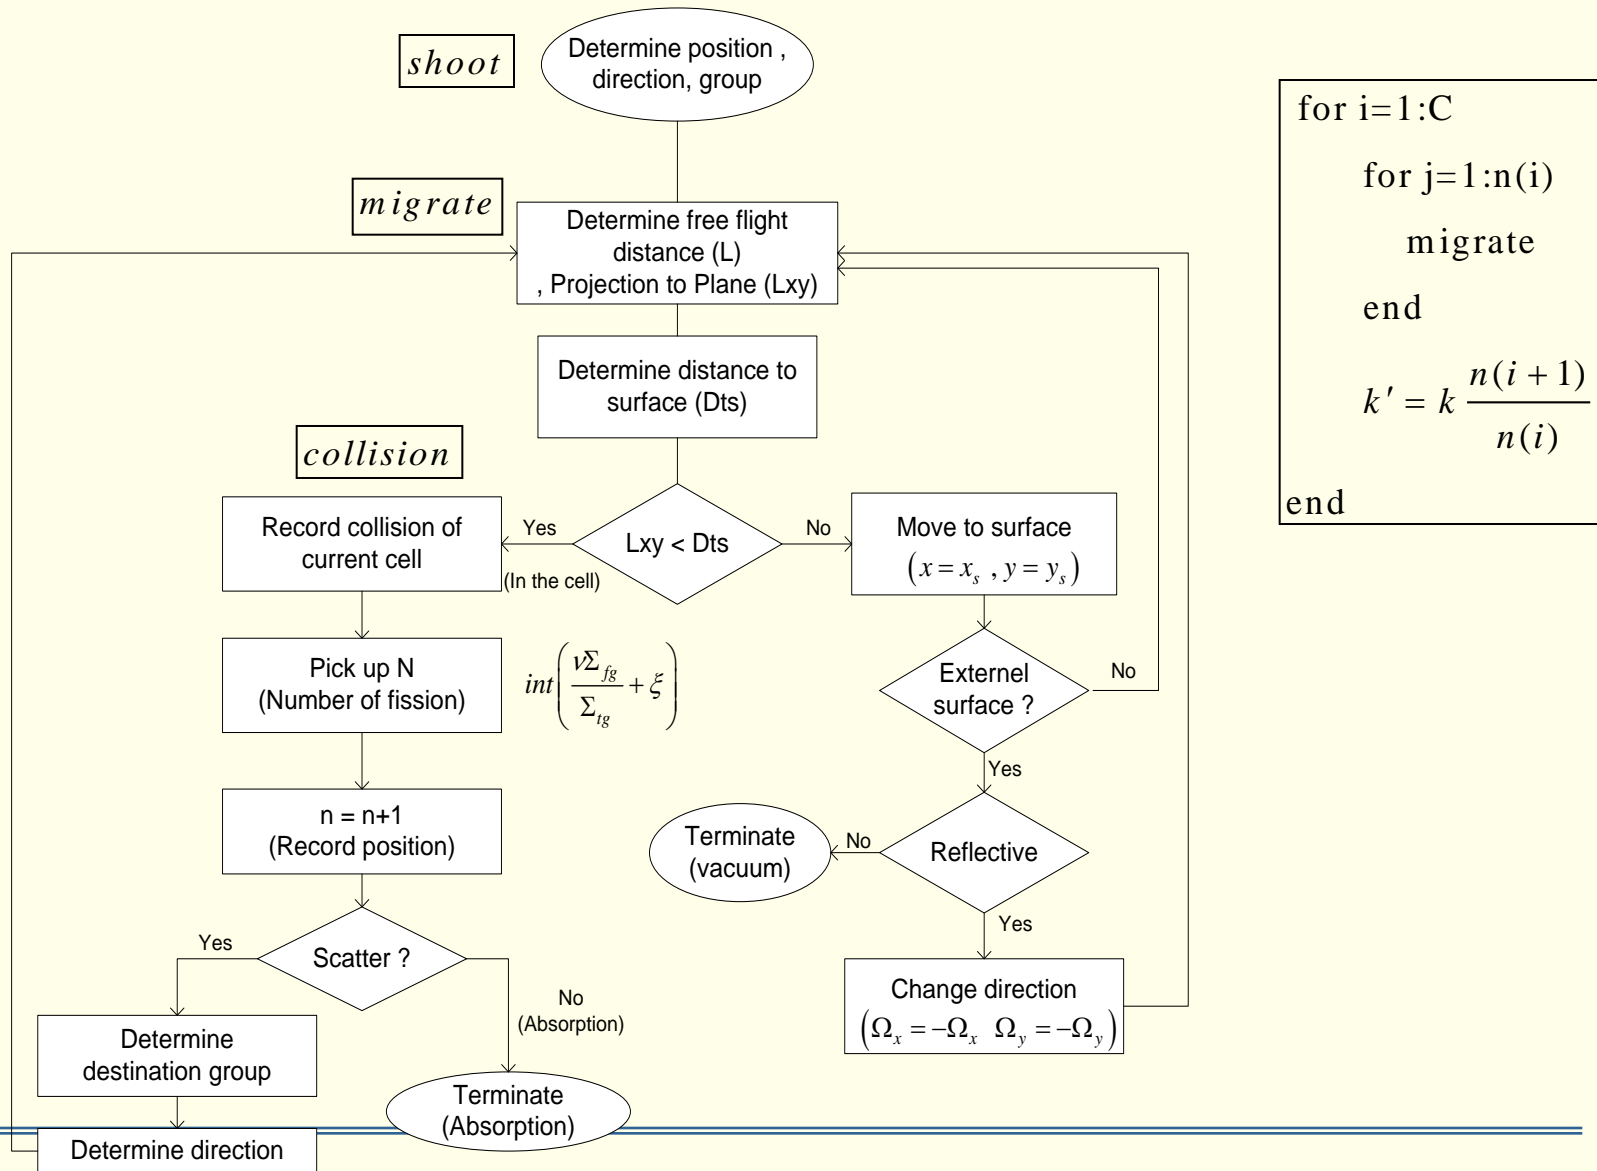 shoot
Determine position ,
direction, group
migrate
Determine free flight
distance (L)
, Projection to Plane (Lxy)
Determine distance to
surface (Dts)
collision
Record collision of
current cell
Yes
(In the cell)
Lxy < Dts
No
Move to surface
(x = x_s , y = y_s)
Pick up N
(Number of fission)
int(νΣ_fg / Σ_tg + ξ)
Externel
surface ?
No
Yes
n = n+1
(Record position)
Terminate
(vacuum)
No
Reflective
Yes
Yes
Scatter ?
No
(Absorption)
Change direction
(Ω_x = −Ω_x Ω_y = −Ω_y)
Determine
destination group
Terminate
(Absorption)
Determine direction
for i=1:C
for j=1:n(i)
migrate
end
k′ = k n(i + 1) / n(i)
end